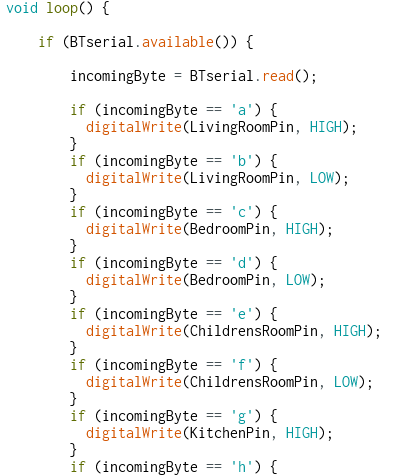 void loop() {
if (BTserial.available()) {
incomingByte = BTserial.read();
if (incomingByte == 'a') {
digitalWrite(LivingRoomPin, HIGH);
}
if (incomingByte == 'b') {
digitalWrite(LivingRoomPin, LOW);
}
if (incomingByte == 'c') {
digitalWrite(BedroomPin, HIGH);
}
if (incomingByte == 'd') {
digitalWrite(BedroomPin, LOW);
}
if (incomingByte == 'e') {
digitalWrite(ChildrensRoomPin, HIGH);
}
if (incomingByte == 'f') {
digitalWrite(ChildrensRoomPin, LOW);
}
if (incomingByte == 'g') {
digitalWrite(KitchenPin, HIGH);
}
if (incomingByte == 'h') {